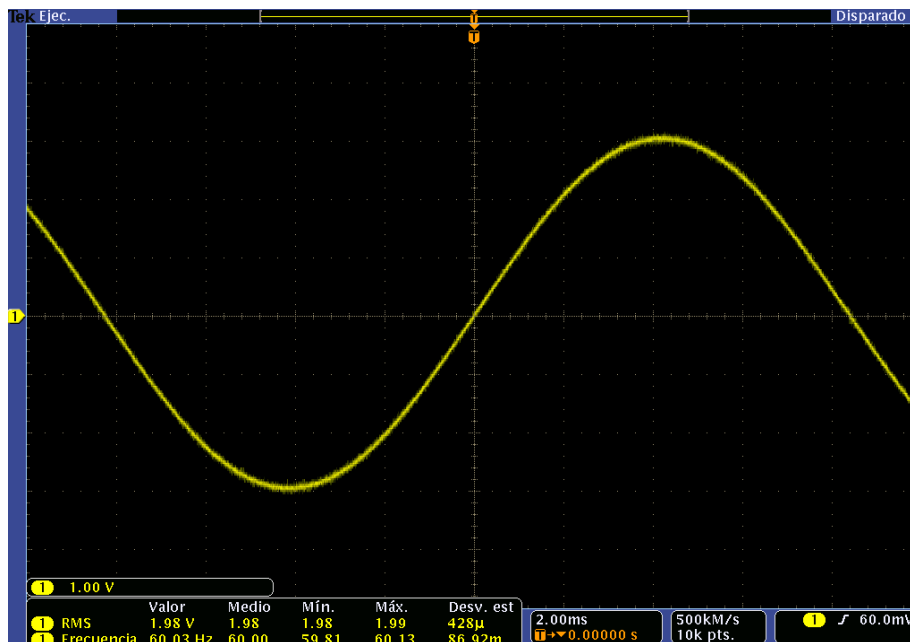 Tek Ejec. Disparado
T
T
1
1 1.00 V
Valor Medio Mín. Máx. Desv. est
1 RMS 1.98 V 1.98 1.98 1.99 428µ
1 Frecuencia 60.03 Hz 60.00 59.81 60.13 86.92m
2.00ms
T→▼0.00000 s
500kM/s
10k pts.
1 ∫ 60.0mV